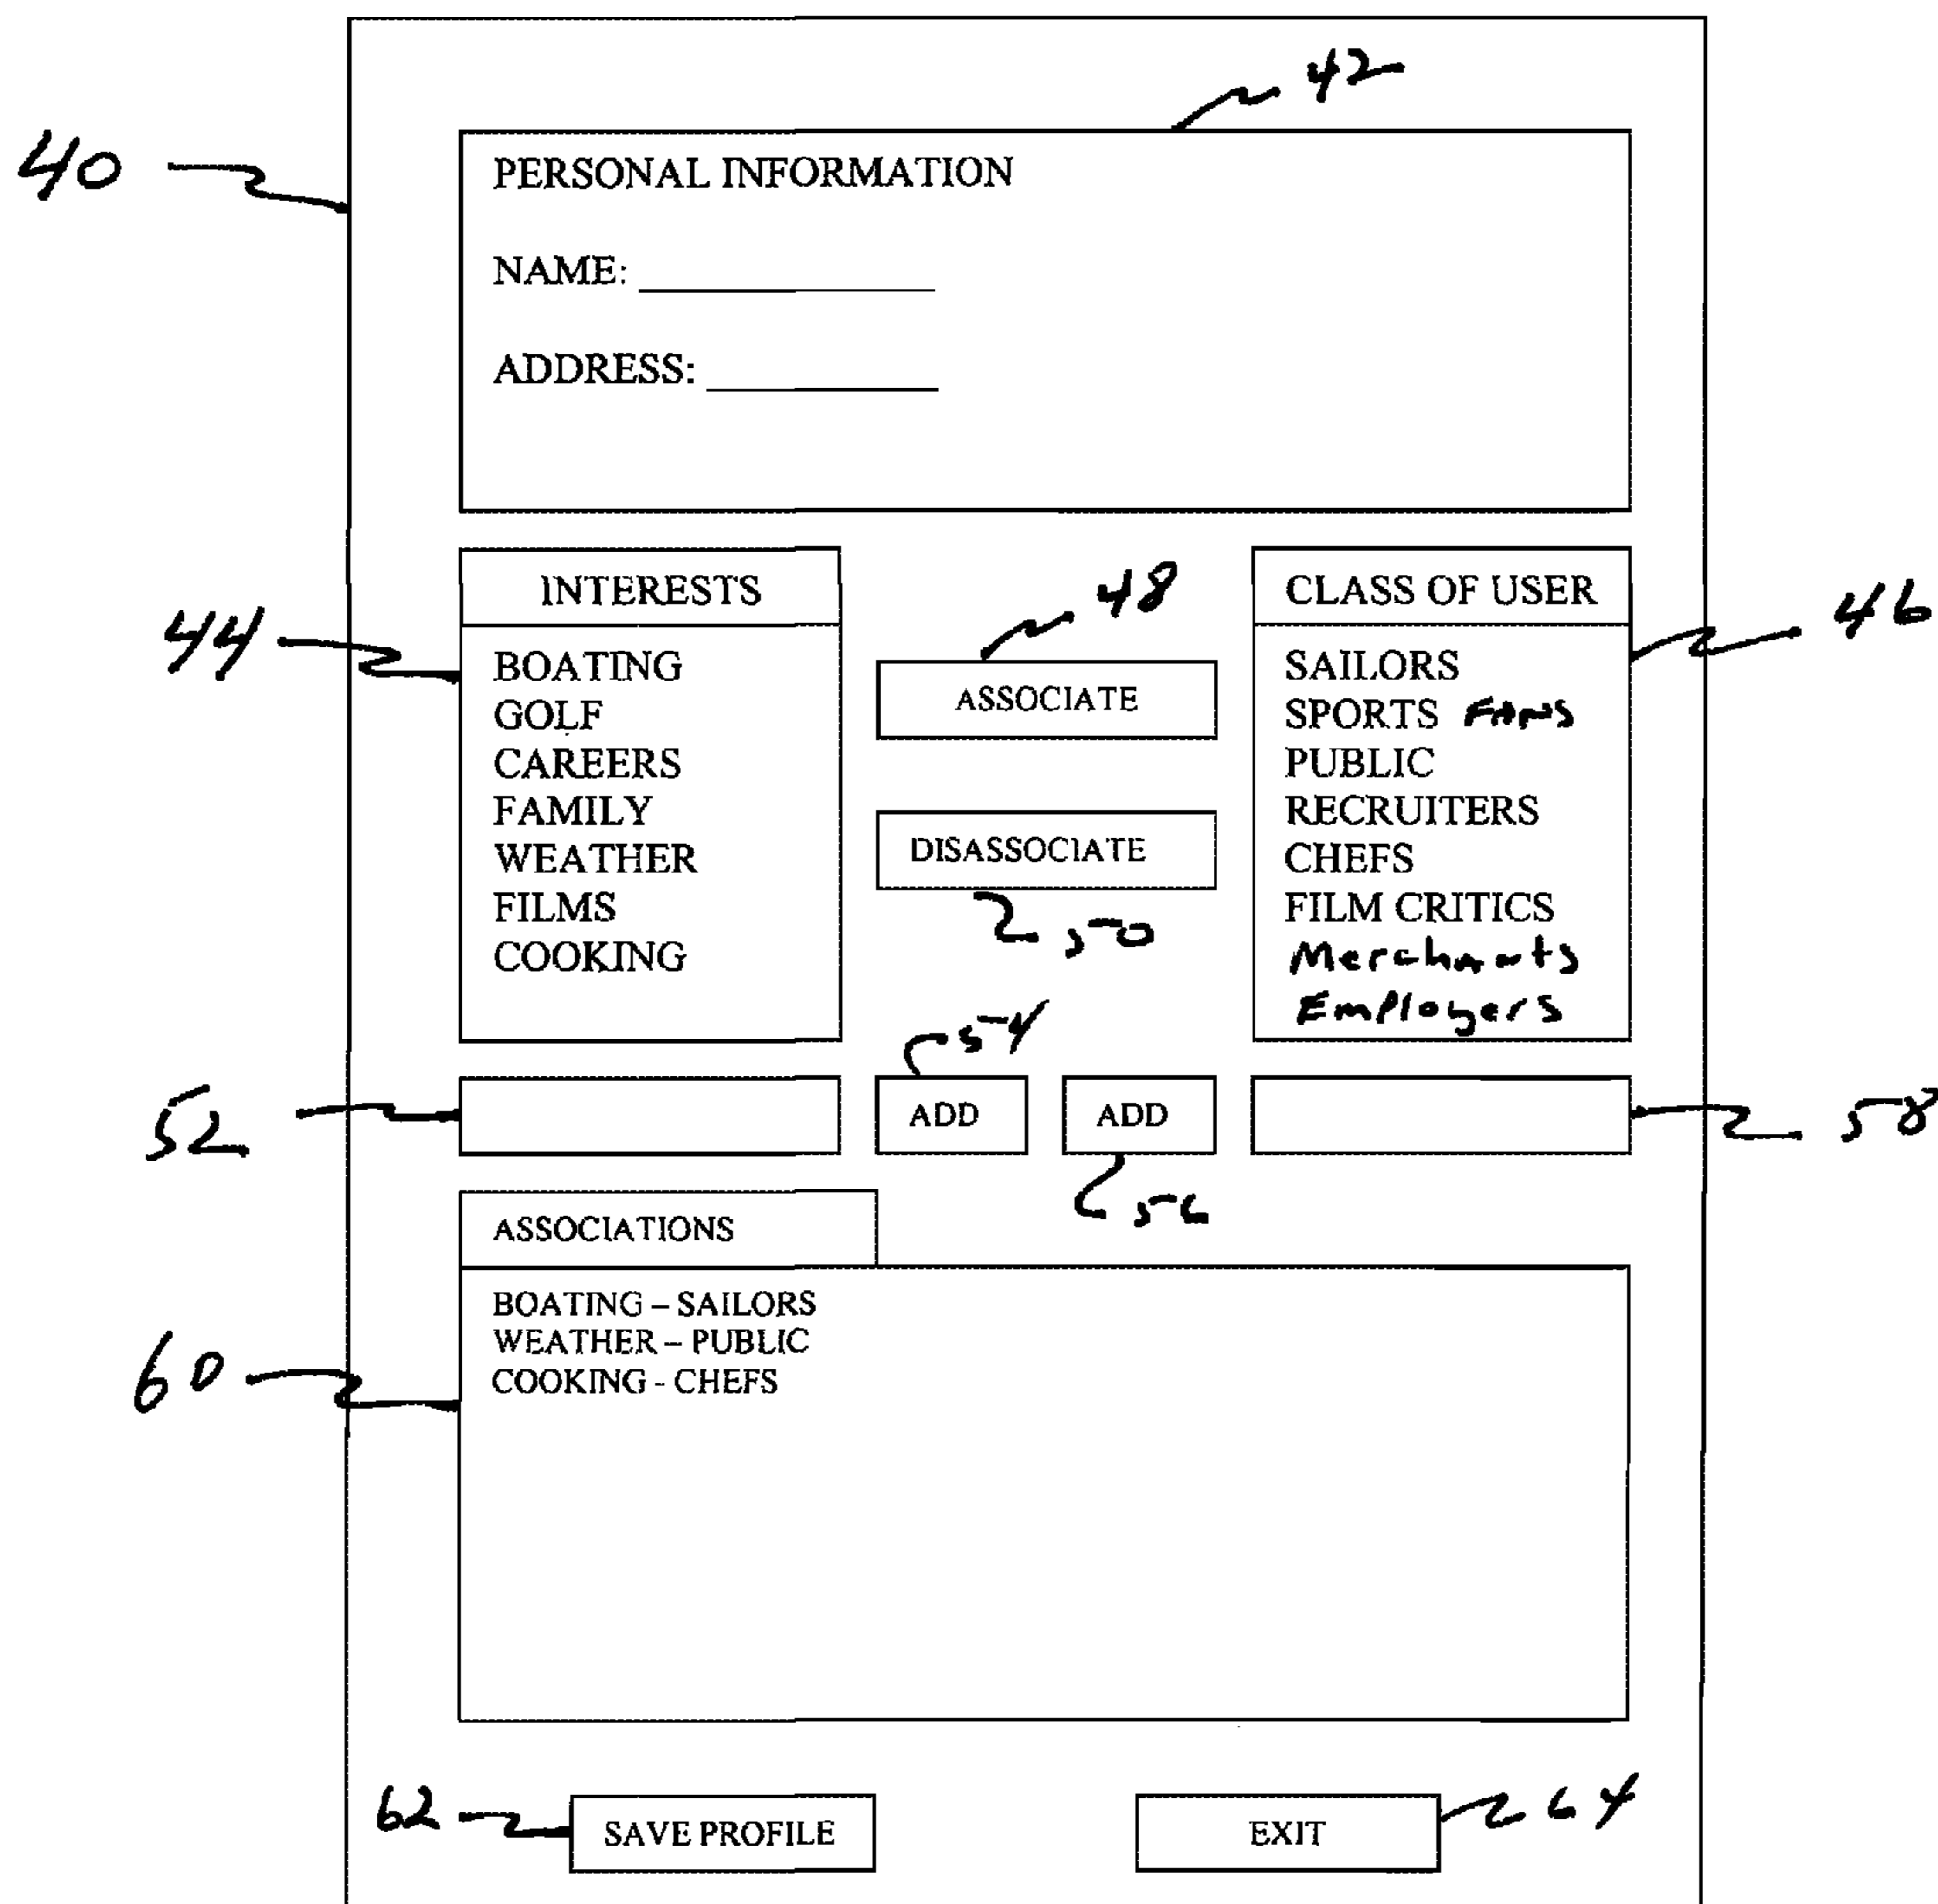 42
40
PERSONAL INFORMATION
NAME:
ADDRESS:
INTERESTS
48
CLASS OF USER
44
46
BOATING
GOLF
CAREERS
FAMILY
WEATHER
FILMS
COOKING
ASSOCIATE
DISASSOCIATE
50
SAILORS
SPORTS FANS
PUBLIC
RECRUITERS
CHEFS
FILM CRITICS
Merchants
Employers
54
52
ADD
ADD
58
56
ASSOCIATIONS
BOATING – SAILORS
WEATHER – PUBLIC
COOKING - CHEFS
60
62
SAVE PROFILE
EXIT
64